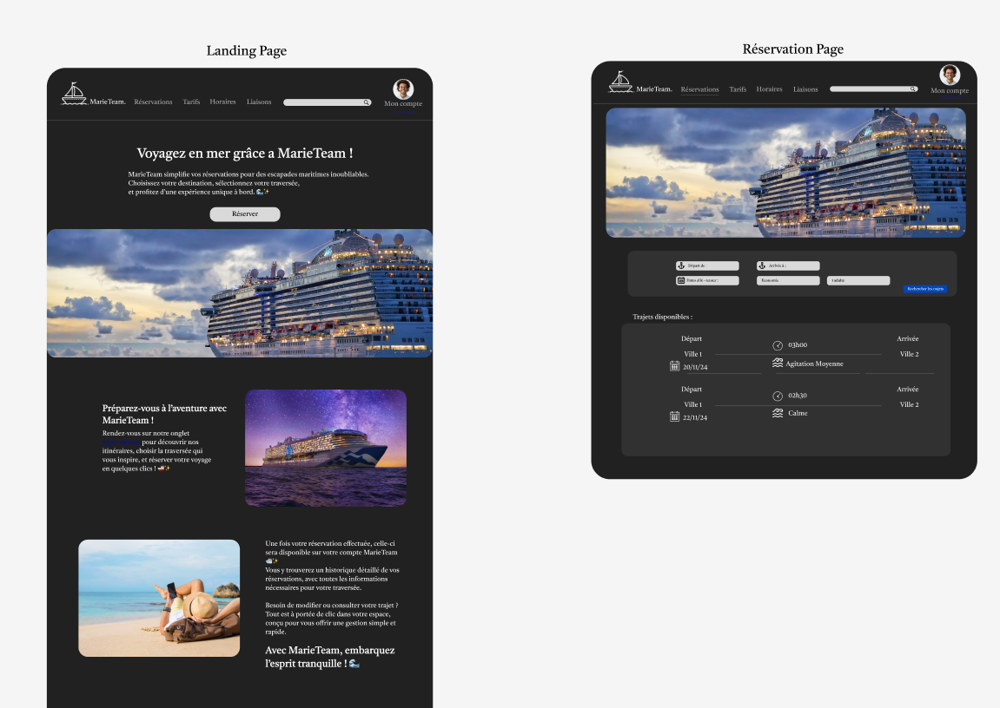 Landing Page
MarieTeam.
Réservations
Tarifs
Horaires
Liaisons
Mon compte
Voyagez en mer grâce a MarieTeam !
MarieTeam simplifie vos réservations pour des escapades maritimes inoubliables.
Choisissez votre destination, sélectionnez votre traversée,
et profitez d'une expérience unique à bord. 🌊✨
Réserver
Préparez-vous à l'aventure avec
MarieTeam !
Rendez-vous sur notre onglet
pour découvrir nos
itinéraires, choisir la traversée qui
vous inspire, et réserver votre voyage
en quelques clics !
Une fois votre réservation effectuée, celle-ci
sera disponible sur votre compte MarieTeam
Vous y trouverez un historique détaillé de vos
réservations, avec toutes les informations
nécessaires pour votre traversée.
Besoin de modifier ou consulter votre trajet ?
Tout est à portée de clic dans votre espace,
conçu pour vous offrir une gestion simple et
rapide.
Avec MarieTeam, embarquez
l'esprit tranquille ! 🌊
Réservation Page
MarieTeam.
Réservations
Tarifs
Horaires
Liaisons
Mon compte
Départ de :
Arrivée à :
Economie
1 adulte
Rechercher les trajets
Trajets disponibles :
Départ
03h00
Arrivée
Ville 1
Ville 2
20/11/24
Agitation Moyenne
Départ
02h30
Arrivée
Ville 1
Ville 2
22/11/24
Calme